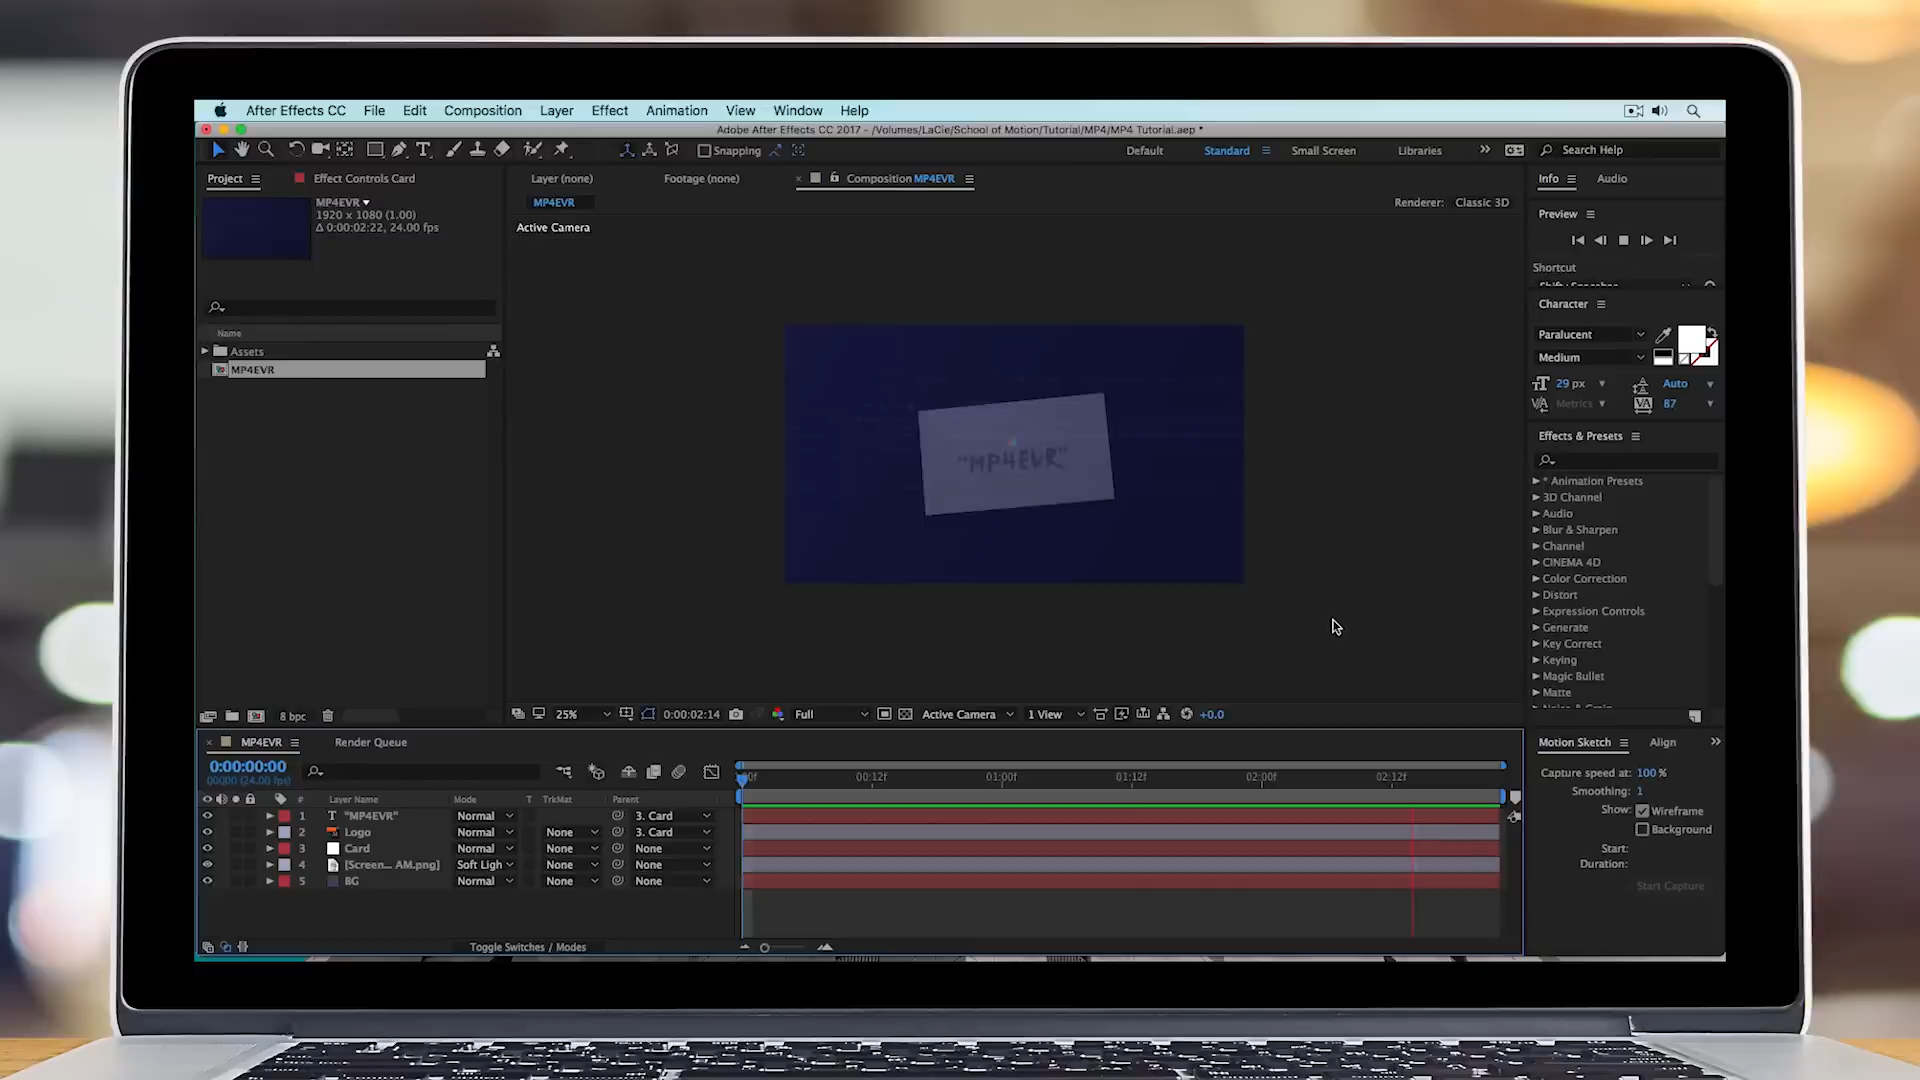 After Effects CC File Edit Composition Layer Effect Animation View Window Help
Adobe After Effects CC 2017 - /Volumes/LaCie/School of Motion/Tutorial/MP4/MP4 Tutorial.aep *
Snapping Default Standard Small Screen Libraries Search Help
Project Effect Controls Card Layer (none) Footage (none) Composition MP4EVR Info Audio
MP4EVR
1920 x 1080 (1.00)
Δ 0:00:02:22, 24.00 fps
MP4EVR Renderer: Classic 3D
Active Camera
Preview
Shortcut
Character
Paralucent
Medium
29 px Auto
Metrics 87
Name
Assets
MP4EVR
"MP4EVR"
Effects & Presets
* Animation Presets
3D Channel
Audio
Blur & Sharpen
Channel
CINEMA 4D
Color Correction
Distort
Expression Controls
Generate
Key Correct
Keying
Magic Bullet
Matte
8 bpc 25% 0:00:02:14 Full Active Camera 1 View +0.0
MP4EVR Render Queue
0:00:00:00
00000 (24.00 fps)
00:12f 01:00f 01:12f 02:00f 02:12f
# Layer Name Mode T TrkMat Parent
1 T "MP4EVR" Normal 3. Card
2 Logo Normal None 3. Card
3 Card Normal None None
4 [Screen... AM.png] Soft Ligh None None
5 BG Normal None None
Toggle Switches / Modes
Motion Sketch Align
Capture speed at: 100 %
Smoothing: 1
Show: Wireframe
Background
Start:
Duration:
Start Capture